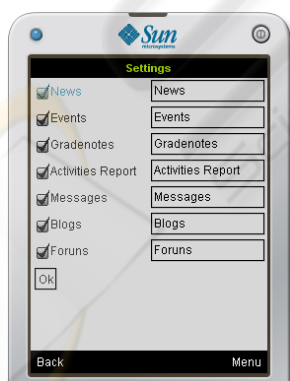 Sun
microsystems
Settings
News News
Events Events
Gradenotes Gradenotes
Activities Report Activities Report
Messages Messages
Blogs Blogs
Foruns Foruns
Ok
Back Menu